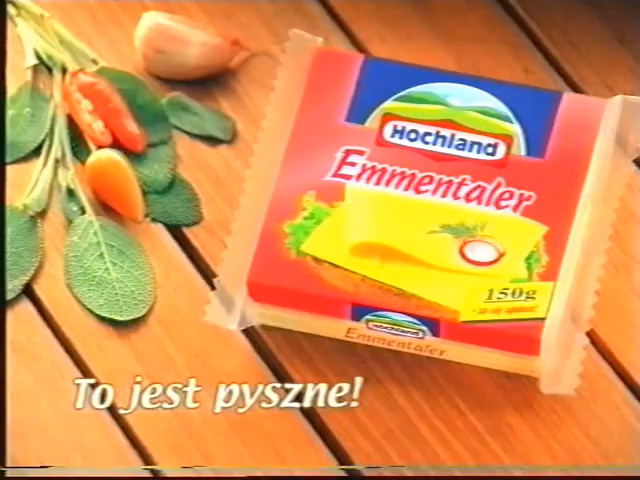 Hochland
Emmentaler
150g
Hochland
Emmentaler
To jest pyszne!